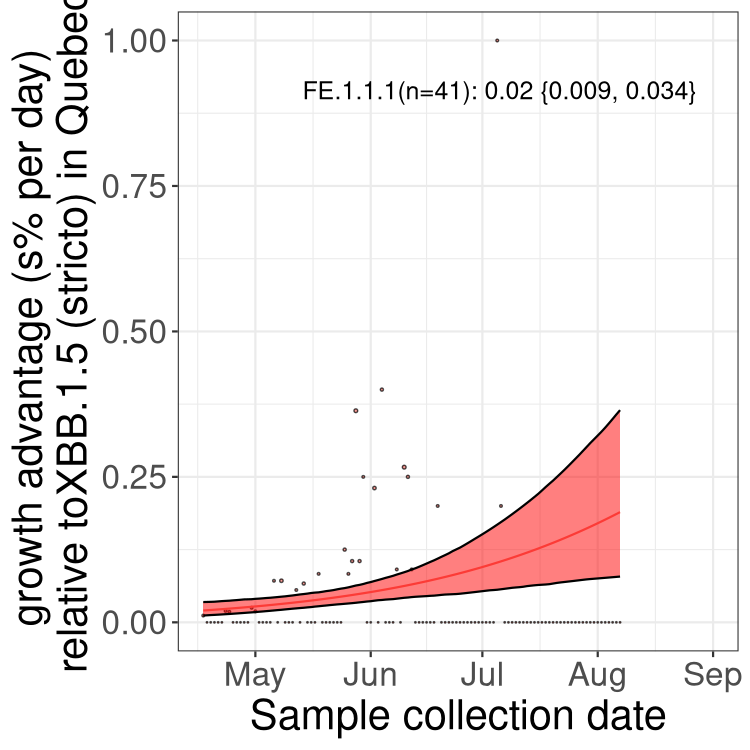 growth advantage (s% per day)
relative toXBB.1.5 (stricto) in Quebec
1.00
0.75
0.50
0.25
0.00
FE.1.1.1(n=41): 0.02 {0.009, 0.034}
May Jun Jul Aug Sep
Sample collection date